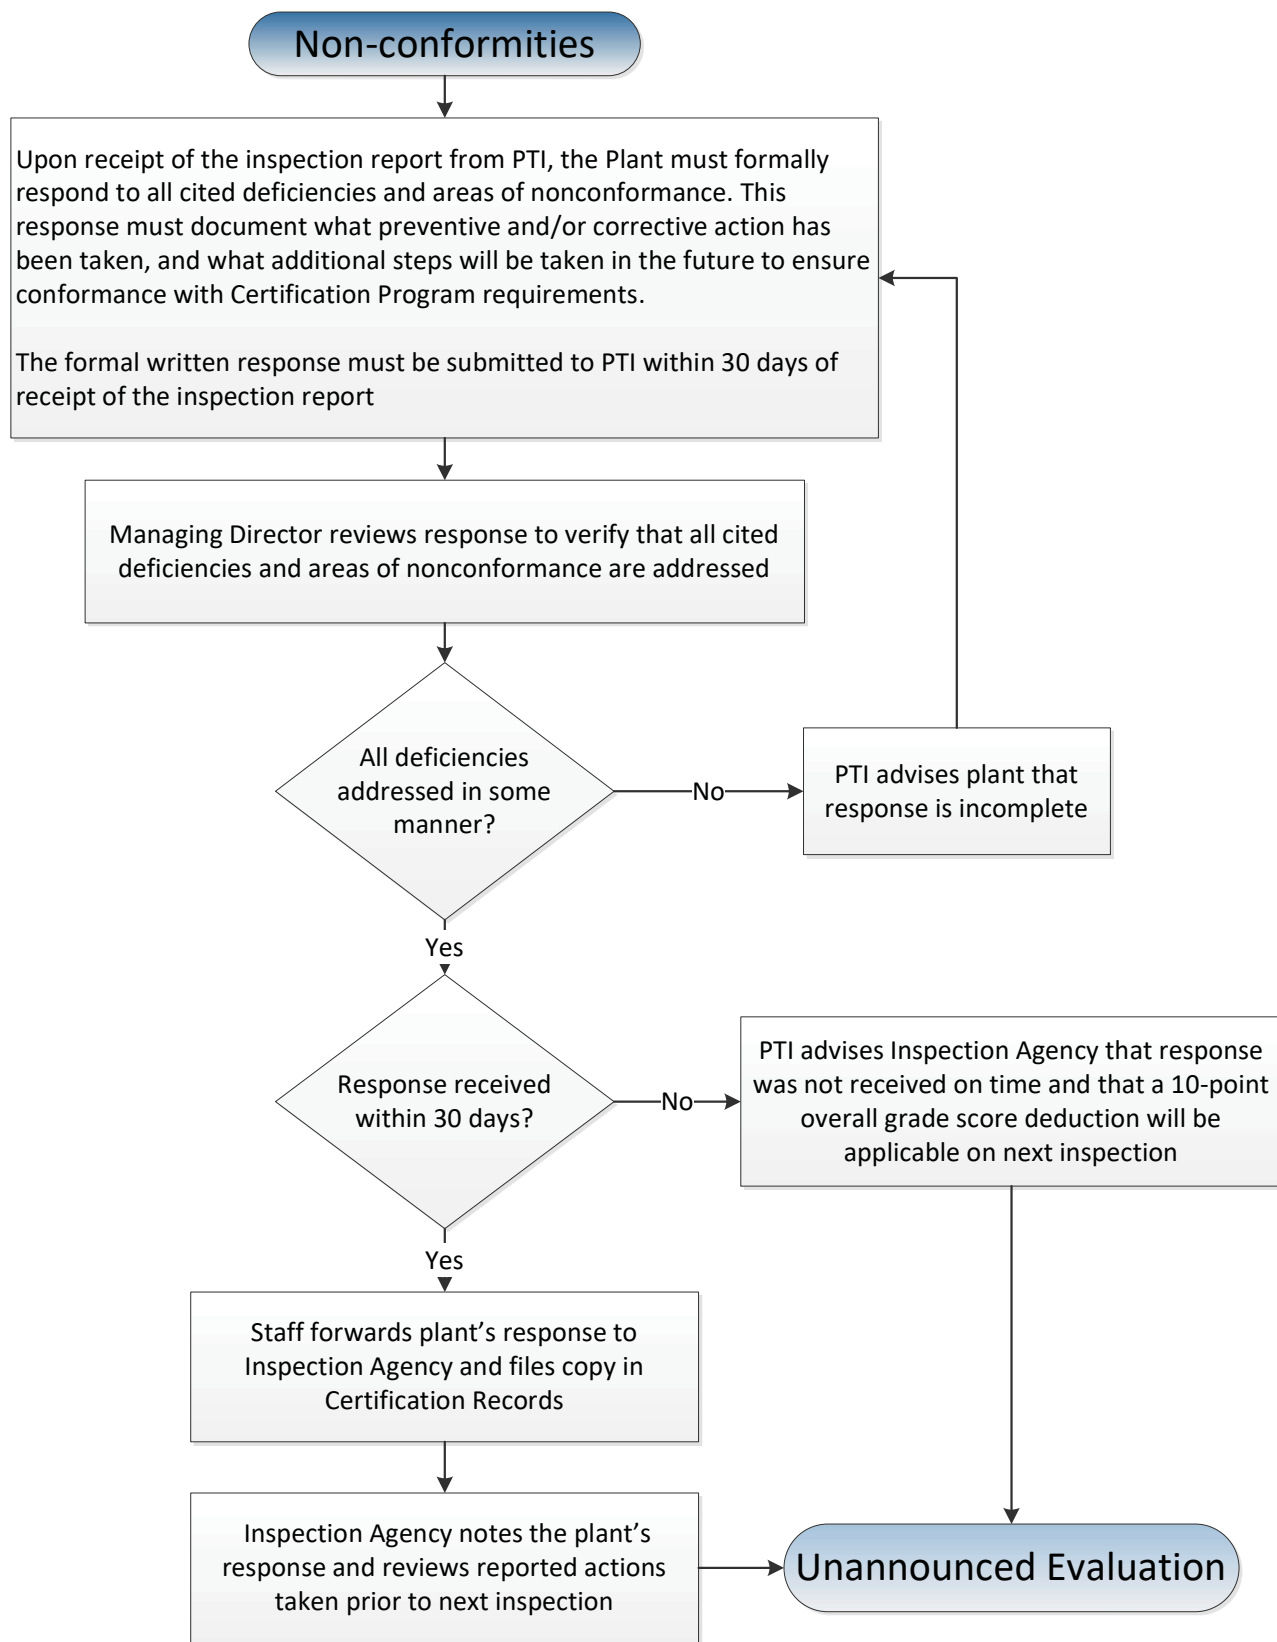 Non-conformities
Upon receipt of the inspection report from PTI, the Plant must formally
respond to all cited deficiencies and areas of nonconformance. This
response must document what preventive and/or corrective action has
been taken, and what additional steps will be taken in the future to ensure
conformance with Certification Program requirements.
The formal written response must be submitted to PTI within 30 days of
receipt of the inspection report
Managing Director reviews response to verify that all cited
deficiencies and areas of nonconformance are addressed
All deficiencies
addressed in some
manner?
No
PTI advises plant that
response is incomplete
Yes
Response received
within 30 days?
No
PTI advises Inspection Agency that response
was not received on time and that a 10-point
overall grade score deduction will be
applicable on next inspection
Yes
Staff forwards plant’s response to
Inspection Agency and files copy in
Certification Records
Inspection Agency notes the plant’s
response and reviews reported actions
taken prior to next inspection
Unannounced Evaluation